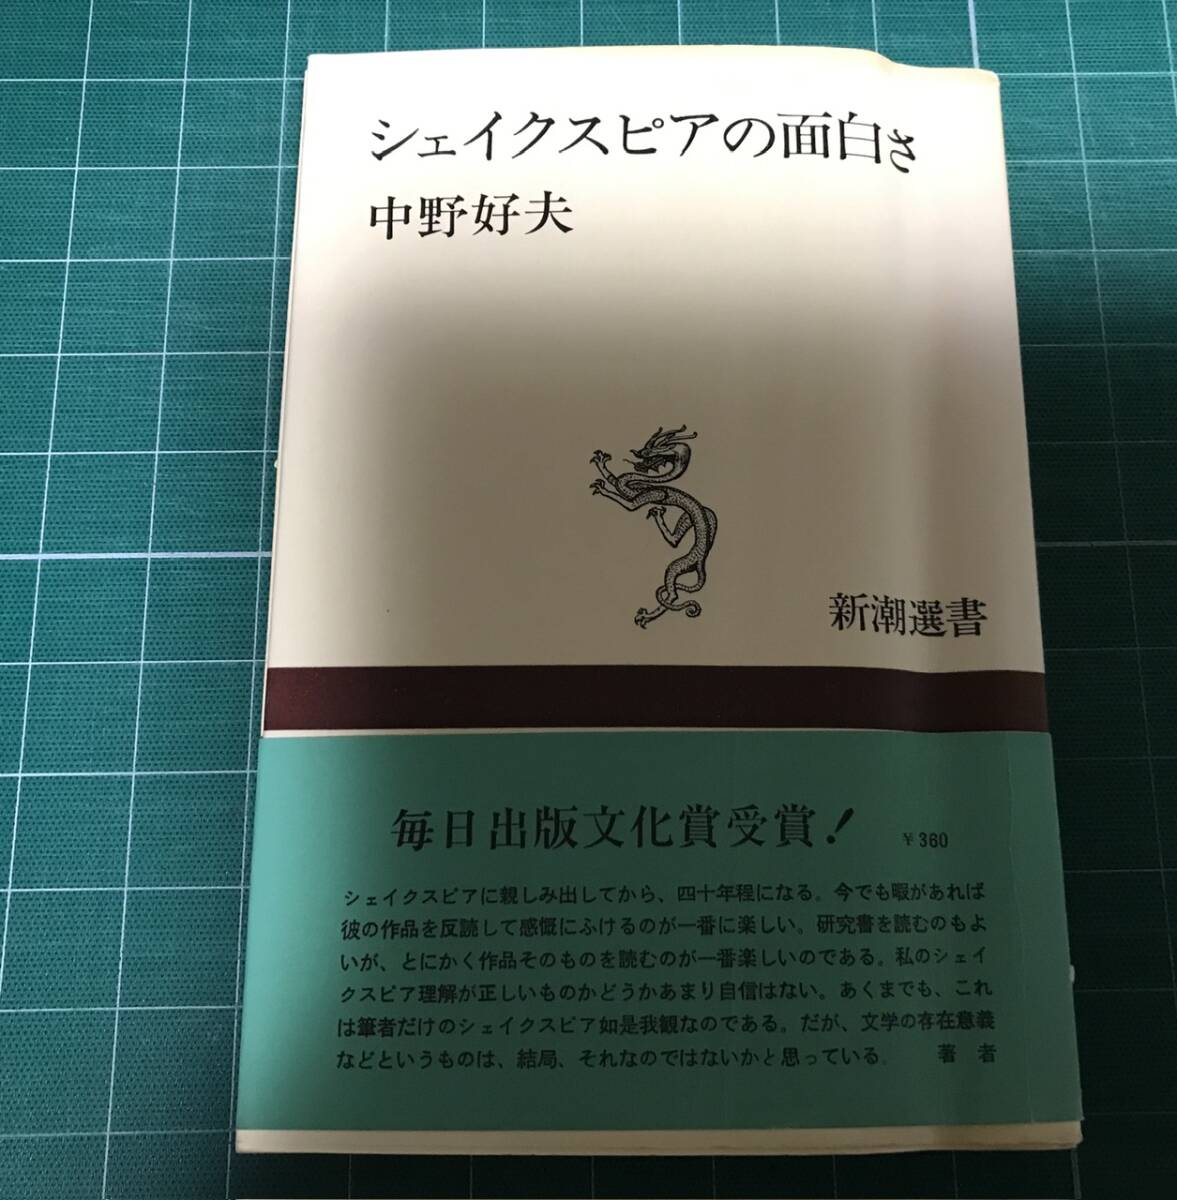 シェイクスピアの面白さ
中野好夫
新潮選書
毎日出版文化賞受賞！
￥360
シェイクスピアに親しみ出してから、四十年程になる。今でも暇があれば
彼の作品を反読して感慨にふけるのが一番に楽しい。研究書を読むのもよ
いが、とにかく作品そのものを読むのが一番楽しいのである。私のシェイ
クスピア理解が正しいものかどうかあまり自信はない。あくまでも、これ
は筆者だけのシェイクスピア如是我観なのである。だが、文学の存在意義
などというものは、結局、それなのではないかと思っている。　著者